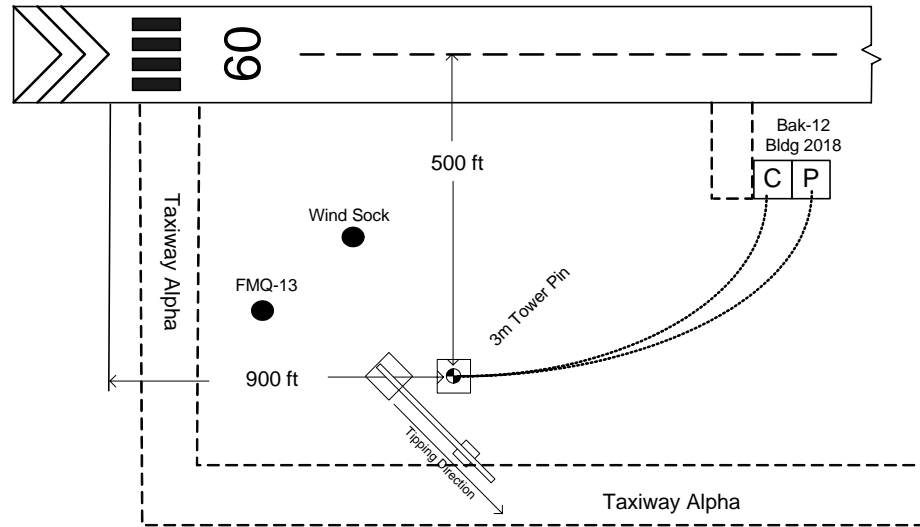 09
500 ft
Bak-12
Bldg 2018
C P
Taxiway Alpha
Wind Sock
FMQ-13
3m Tower Pin
900 ft
Tipping Direction
Taxiway Alpha